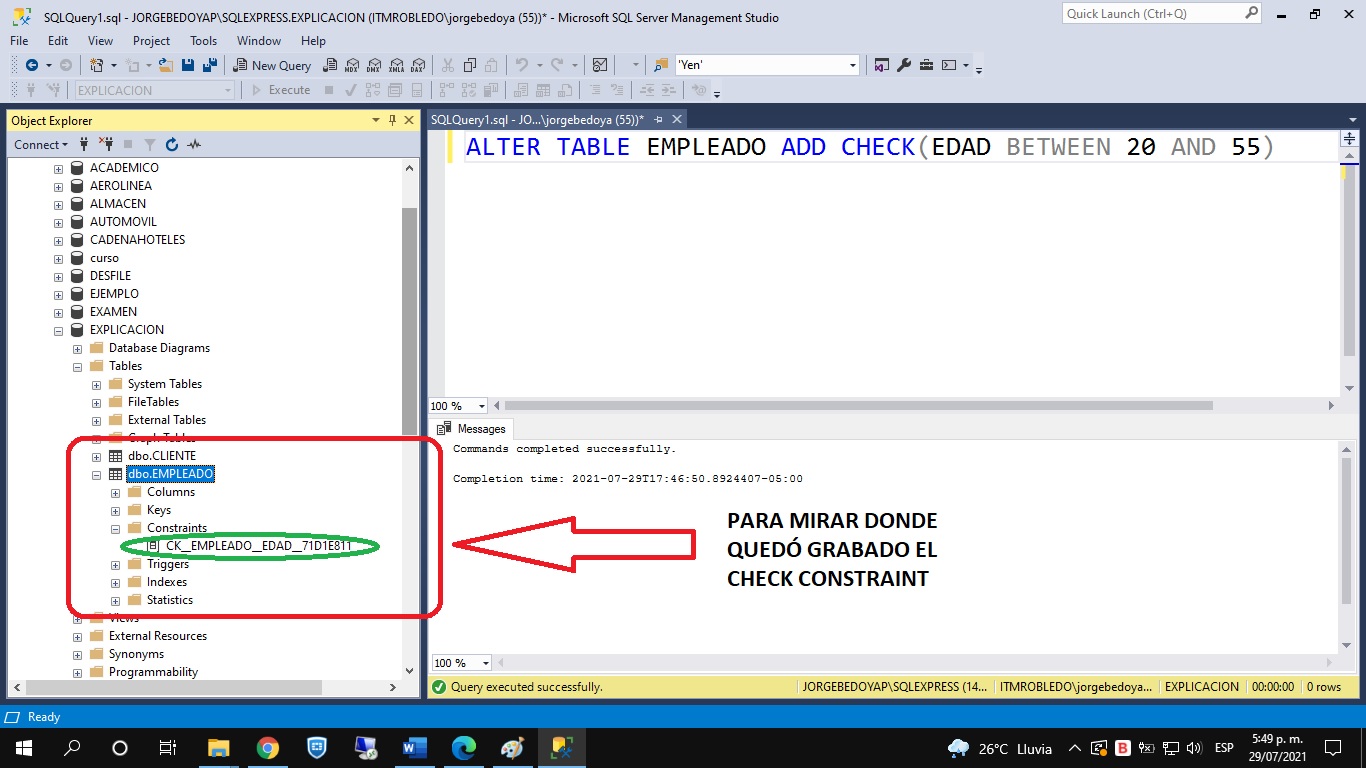 SQLQuery1.sql - JORGEBEDOYAP\SQLEXPRESS.EXPLICACION (ITMROBLEDO\jorgebedoya (55))* - Microsoft SQL Server Management Studio
Quick Launch (Ctrl+Q)
File Edit View Project Tools Window Help
New Query MDX DMX XMLA DAX 'Yen'
EXPLICACION Execute
Object Explorer
Connect
ACADEMICO
AEROLINEA
ALMACEN
AUTOMOVIL
CADENAHOTELES
curso
DESFILE
EJEMPLO
EXAMEN
EXPLICACION
Database Diagrams
Tables
System Tables
FileTables
External Tables
Graph Tables
dbo.CLIENTE
dbo.EMPLEADO
Columns
Keys
Constraints
CK__EMPLEADO__EDAD__71D1E811
Triggers
Indexes
Statistics
Views
External Resources
Synonyms
Programmability
SQLQuery1.sql - JO...\jorgebedoya (55))*
ALTER TABLE EMPLEADO ADD CHECK(EDAD BETWEEN 20 AND 55)
100 %
Messages
Commands completed successfully.
Completion time: 2021-07-29T17:46:50.8924407-05:00
PARA MIRAR DONDE
QUEDÓ GRABADO EL
CHECK CONSTRAINT
100 %
Query executed successfully. JORGEBEDOYAP\SQLEXPRESS (14... ITMROBLEDO\jorgebedoya... EXPLICACION 00:00:00 0 rows
Ready
26°C Lluvia ESP 5:49 p. m.
29/07/2021